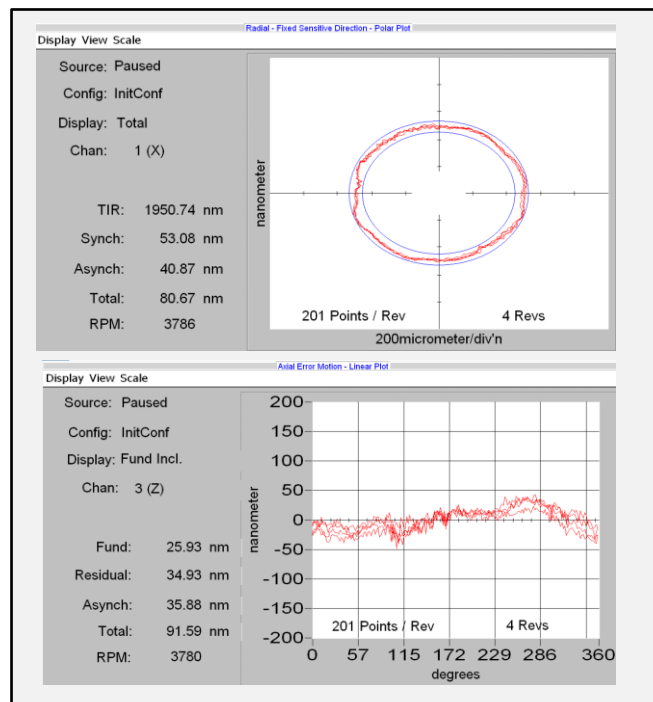 Radial - Fixed Sensitive Direction - Polar Plot
Display View Scale
Source: Paused
Config: InitConf
Display: Total
Chan: 1 (X)
TIR: 1950.74 nm
Synch: 53.08 nm
Asynch: 40.87 nm
Total: 80.67 nm
RPM: 3786
nanometer
201 Points / Rev 4 Revs
200micrometer/div'n
Axial Error Motion - Linear Plot
Display View Scale
Source: Paused
Config: InitConf
Display: Fund Incl.
Chan: 3 (Z)
Fund: 25.93 nm
Residual: 34.93 nm
Asynch: 35.88 nm
Total: 91.59 nm
RPM: 3780
nanometer
200
150
100
50
0
-50
-100
-150
-200
201 Points / Rev 4 Revs
0 57 115 172 229 286 360
degrees